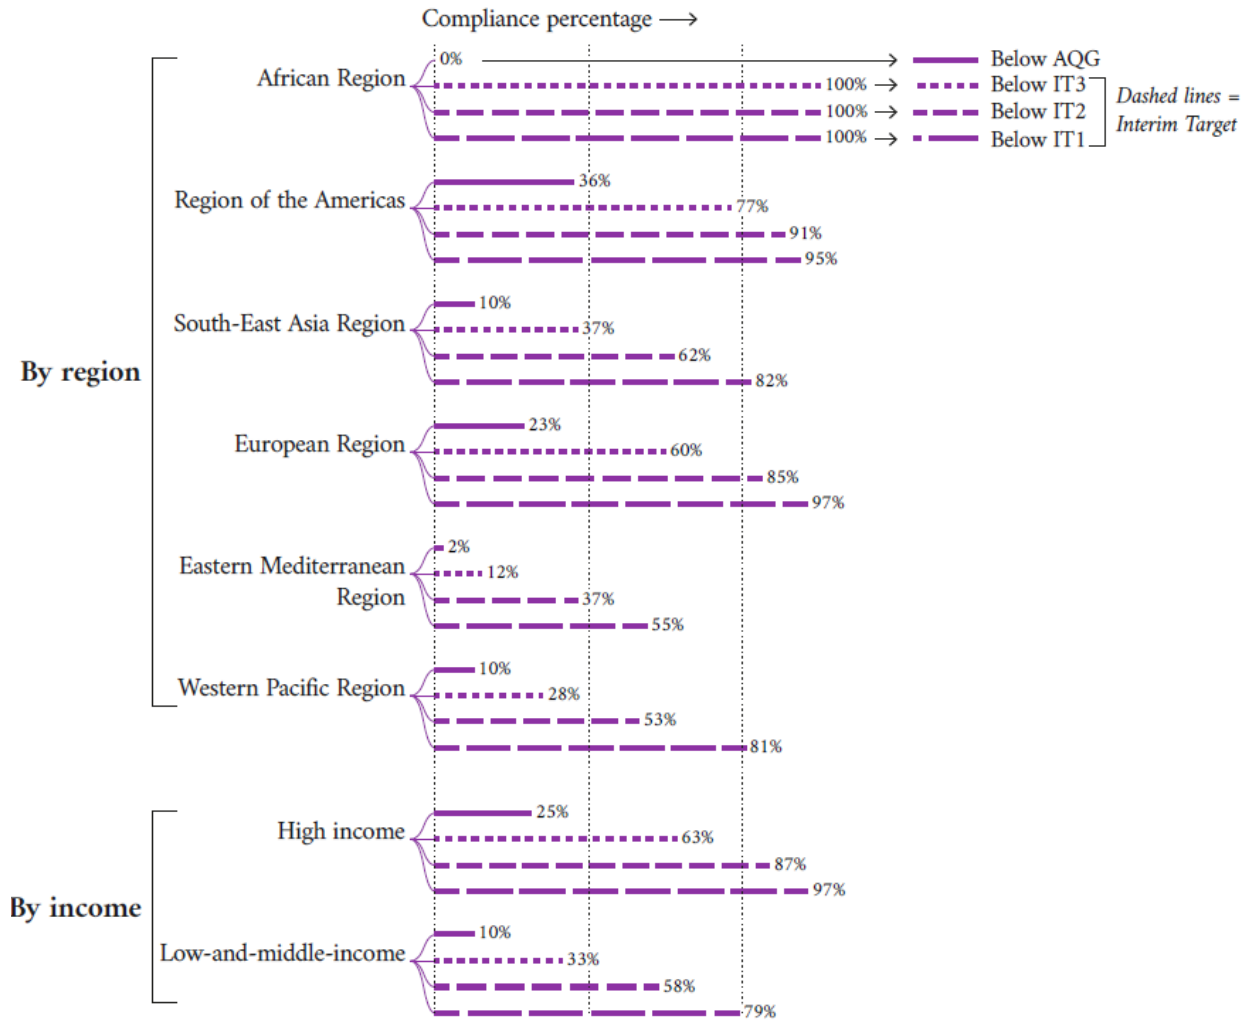 Compliance percentage →
0% → Below AQG
African Region
100% → Below IT3
100% → Below IT2
100% → Below IT1
Dashed lines =
Interim Target
36%
Region of the Americas
77%
91%
95%
10%
South-East Asia Region
37%
62%
82%
By region
23%
European Region
60%
85%
97%
2%
Eastern Mediterranean
Region
12%
37%
55%
10%
Western Pacific Region
28%
53%
81%
25%
High income
63%
87%
97%
By income
10%
Low-and-middle-income
33%
58%
79%